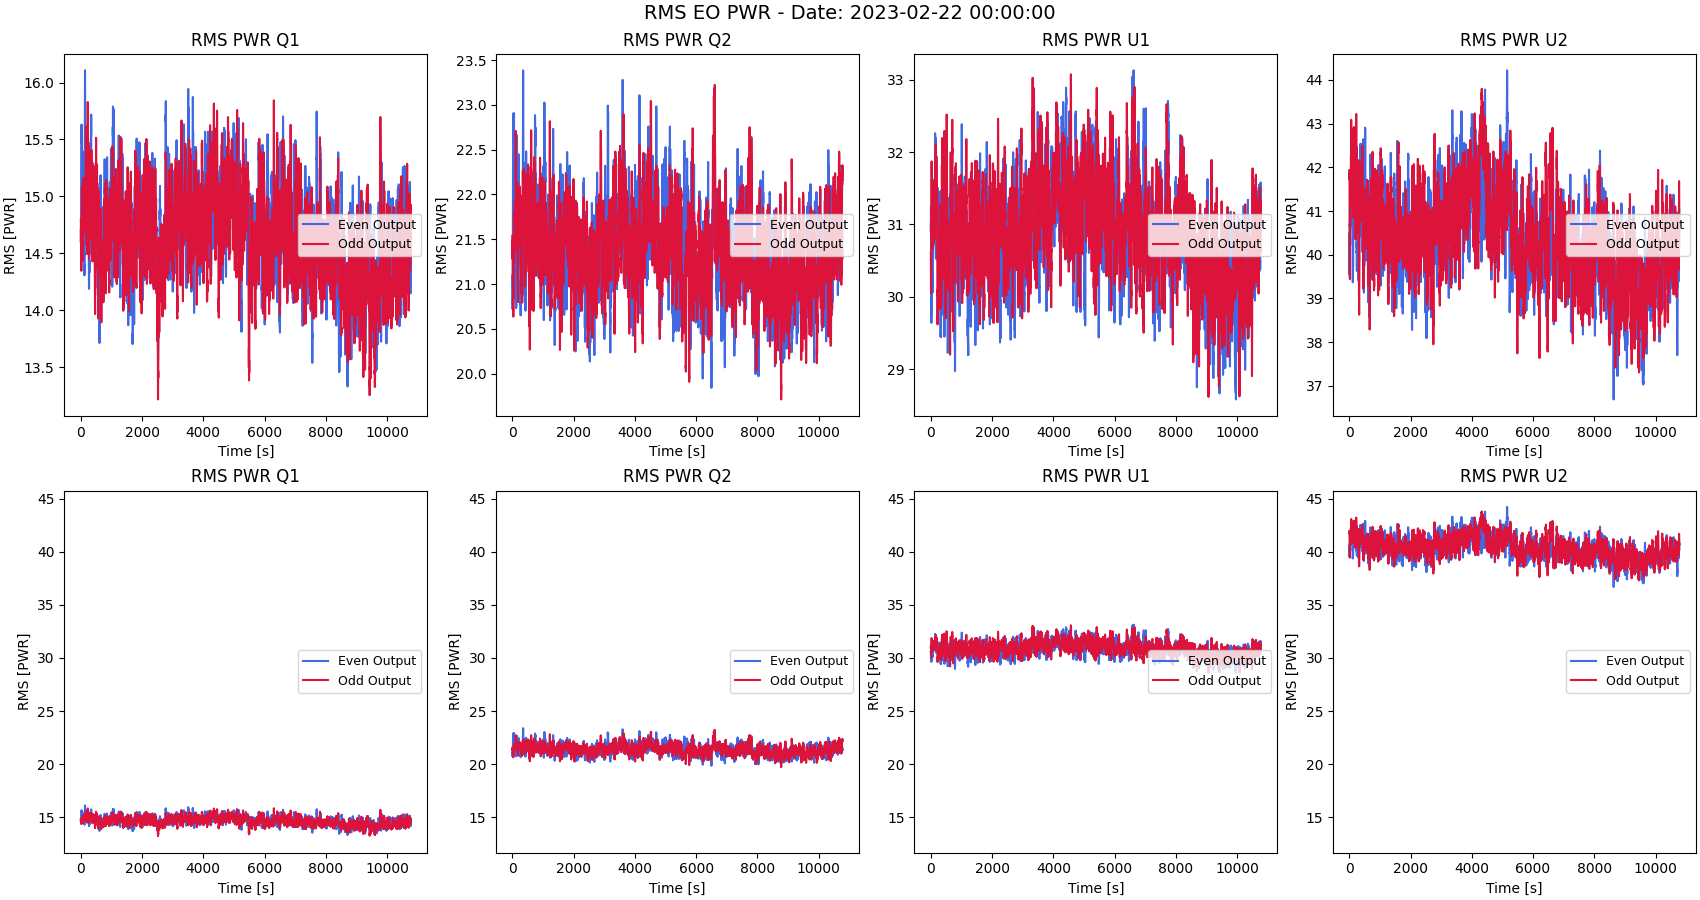 RMS EO PWR - Date: 2023-02-22 00:00:00
RMS PWR Q1
RMS [PWR]
16.0
15.5
15.0
14.5
14.0
13.5
Even Output
Odd Output
0 2000 4000 6000 8000 10000
Time [s]
RMS PWR Q2
RMS [PWR]
23.5
23.0
22.5
22.0
21.5
21.0
20.5
20.0
Even Output
Odd Output
0 2000 4000 6000 8000 10000
Time [s]
RMS PWR U1
RMS [PWR]
33
32
31
30
29
Even Output
Odd Output
0 2000 4000 6000 8000 10000
Time [s]
RMS PWR U2
RMS [PWR]
44
43
42
41
40
39
38
37
Even Output
Odd Output
0 2000 4000 6000 8000 10000
Time [s]
RMS PWR Q1
RMS [PWR]
45
40
35
30
25
20
15
Even Output
Odd Output
0 2000 4000 6000 8000 10000
Time [s]
RMS PWR Q2
RMS [PWR]
45
40
35
30
25
20
15
Even Output
Odd Output
0 2000 4000 6000 8000 10000
Time [s]
RMS PWR U1
RMS [PWR]
45
40
35
30
25
20
15
Even Output
Odd Output
0 2000 4000 6000 8000 10000
Time [s]
RMS PWR U2
RMS [PWR]
45
40
35
30
25
20
15
Even Output
Odd Output
0 2000 4000 6000 8000 10000
Time [s]